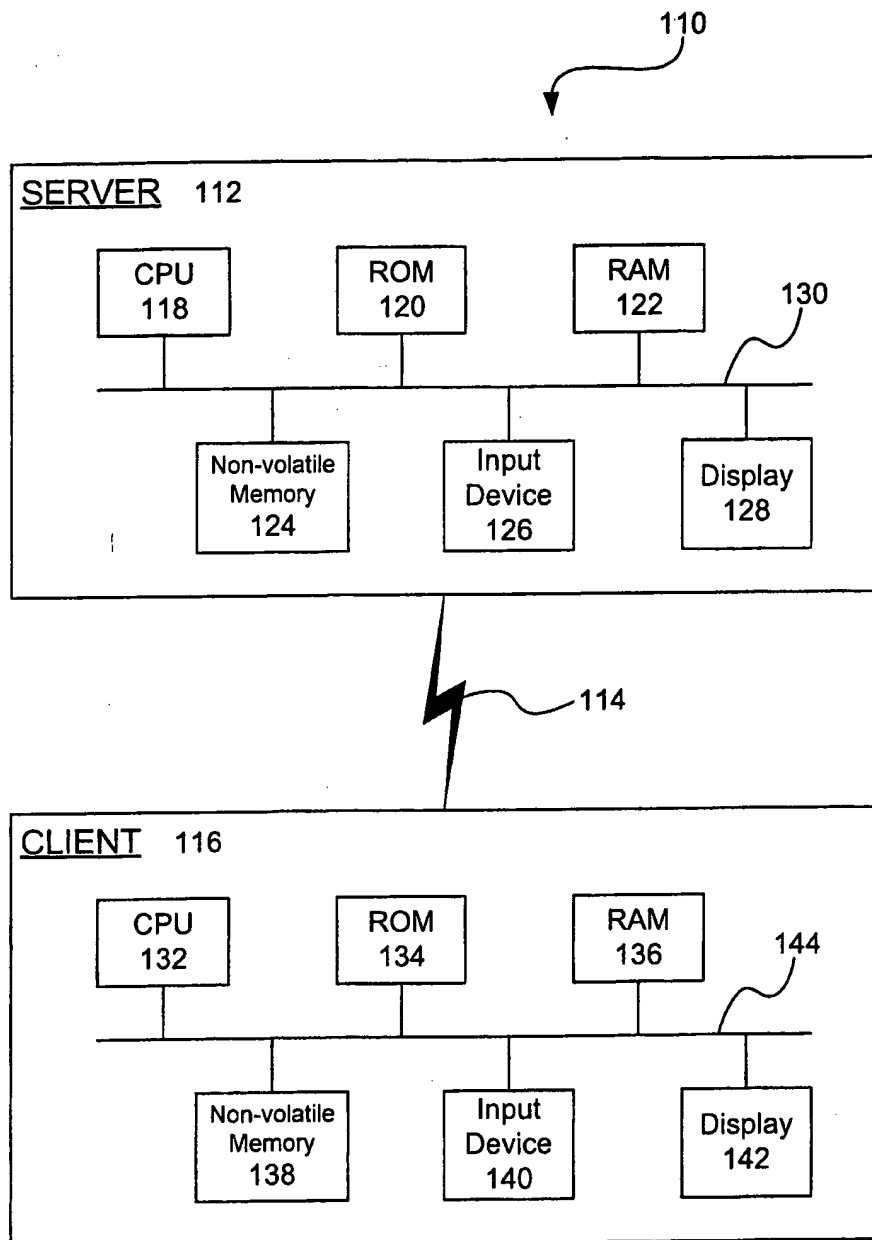 110
SERVER 112
CPU
118
ROM
120
RAM
122
130
Non-volatile
Memory
124
Input
Device
126
Display
128
114
CLIENT 116
CPU
132
ROM
134
RAM
136
144
Non-volatile
Memory
138
Input
Device
140
Display
142